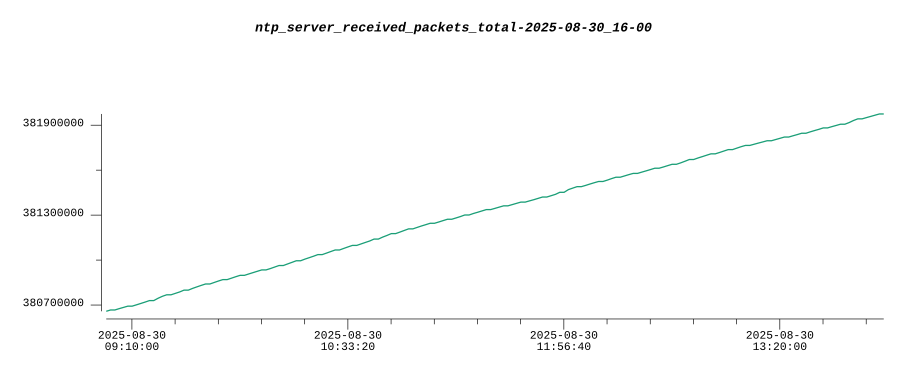 ntp_server_received_packets_total-2025-08-30_16-00
381900000
381300000
380700000
2025-08-30 2025-08-30 2025-08-30 2025-08-30
09:10:00 10:33:20 11:56:40 13:20:00